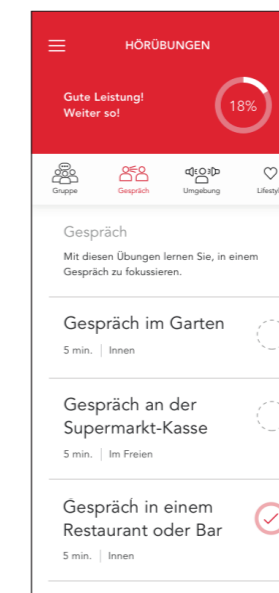 HÖRÜBUNGEN
Gute Leistung!
Weiter so!
18%
Gruppe
Gespräch
Umgebung
Gespräch
Mit diesen Übungen lernen Sie, in einem
Gespräch zu fokussieren.
Gespräch im Garten
5 min. | Innen
Gespräch an der
Supermarkt-Kasse
5 min. | Im Freien
Gespräch in einem
Restaurant oder Bar
5 min. | Innen